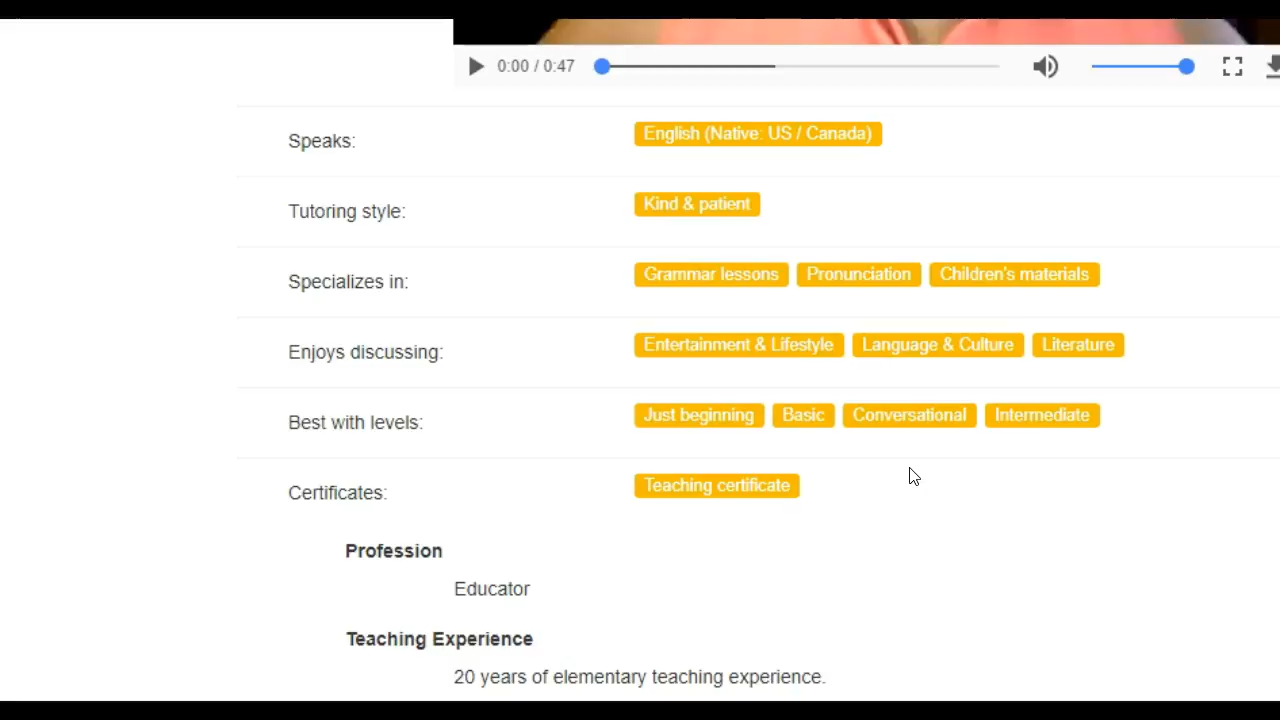 0:00 / 0:47
Speaks: English (Native: US / Canada)
Tutoring style: Kind & patient
Specializes in: Grammar lessons Pronunciation Children's materials
Enjoys discussing: Entertainment & Lifestyle Language & Culture Literature
Best with levels: Just beginning Basic Conversational Intermediate
Certificates: Teaching certificate
Profession
Educator
Teaching Experience
20 years of elementary teaching experience.